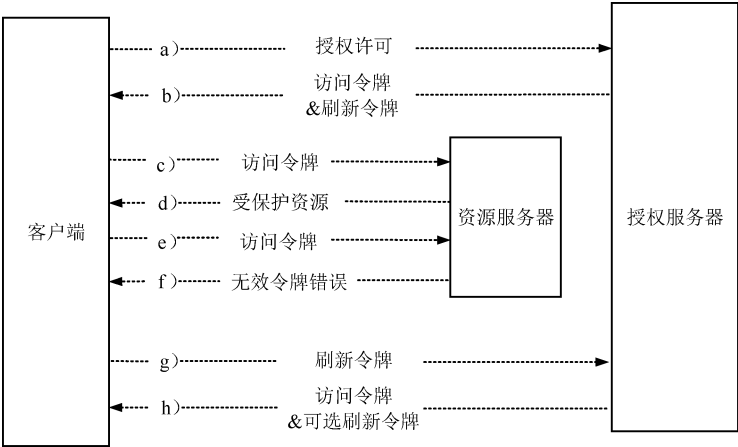 a） 授权许可
b） 访问令牌
&刷新令牌
c） 访问令牌
d） 受保护资源
客户端
资源服务器
授权服务器
e） 访问令牌
f） 无效令牌错误
g） 刷新令牌
h） 访问令牌
&可选刷新令牌